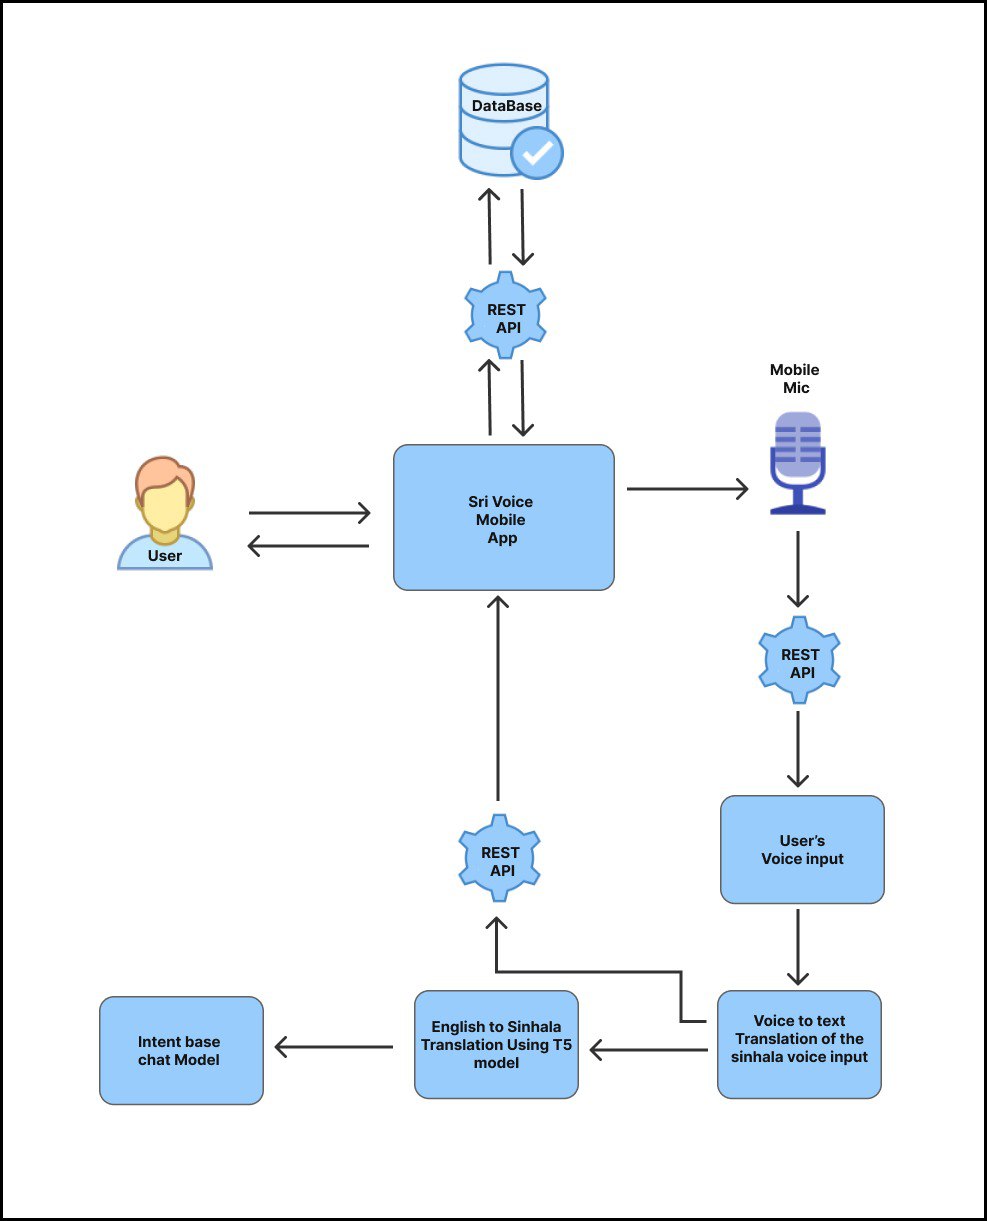 DataBase
REST
API
Mobile
Mic
Sri Voice
Mobile
App
User
REST
API
User’s
Voice input
REST
API
Intent base
chat Model
English to Sinhala
Translation Using T5
model
Voice to text
Translation of the
sinhala voice input